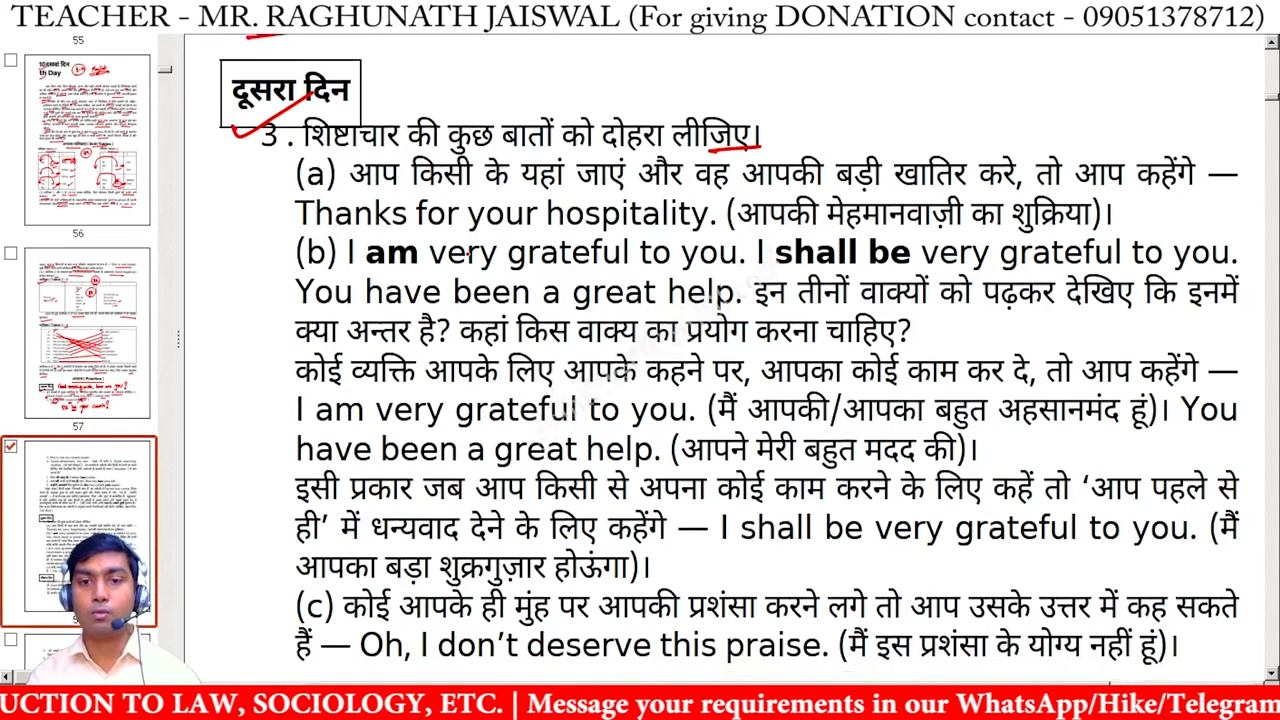 TEACHER - MR. RAGHUNATH JAISWAL (For giving DONATION contact - 09051378712)
55
56
57
दूसरा दिन
3 . शिष्टाचार की कुछ बातों को दोहरा लीजिए।
(a) आप किसी के यहां जाएं और वह आपकी बड़ी खातिर करे, तो आप कहेंगे —
Thanks for your hospitality. (आपकी मेहमानवाज़ी का शुक्रिया)।
(b) I am very grateful to you. I shall be very grateful to you.
You have been a great help. इन तीनों वाक्यों को पढ़कर देखिए कि इनमें
क्या अन्तर है? कहां किस वाक्य का प्रयोग करना चाहिए?
कोई व्यक्ति आपके लिए आपके कहने पर, आपका कोई काम कर दे, तो आप कहेंगे —
I am very grateful to you. (मैं आपकी/आपका बहुत अहसानमंद हूं)। You
have been a great help. (आपने मेरी बहुत मदद की)।
इसी प्रकार जब आप किसी से अपना कोई काम करने के लिए कहें तो ‘आप पहले से
ही’ में धन्यवाद देने के लिए कहेंगे — I shall be very grateful to you. (मैं
आपका बड़ा शुक्रगुज़ार होऊंगा)।
(c) कोई आपके ही मुंह पर आपकी प्रशंसा करने लगे तो आप उसके उत्तर में कह सकते
हैं — Oh, I don’t deserve this praise. (मैं इस प्रशंसा के योग्य नहीं हूं)।
UCTION TO LAW, SOCIOLOGY, ETC. | Message your requirements in our WhatsApp/Hike/Telegram